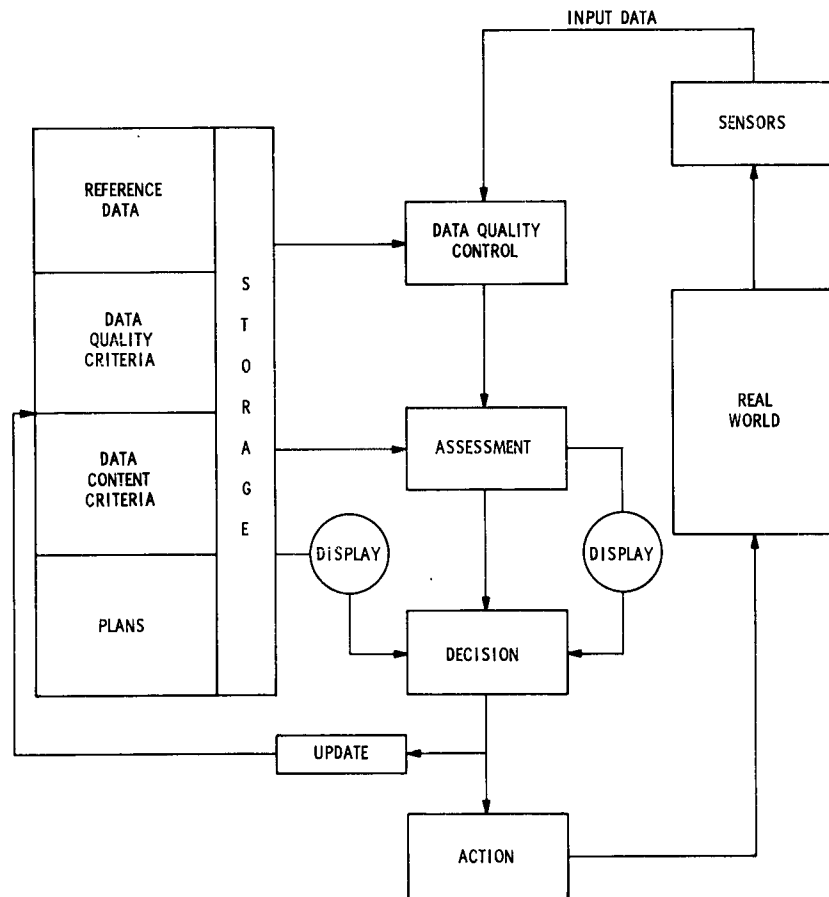 INPUT DATA
SENSORS
REFERENCE
DATA
DATA QUALITY
CONTROL
S
T
O
R
A
G
E
DATA
QUALITY
CRITERIA
REAL
WORLD
ASSESSMENT
DATA
CONTENT
CRITERIA
DISPLAY
DISPLAY
PLANS
DECISION
UPDATE
ACTION